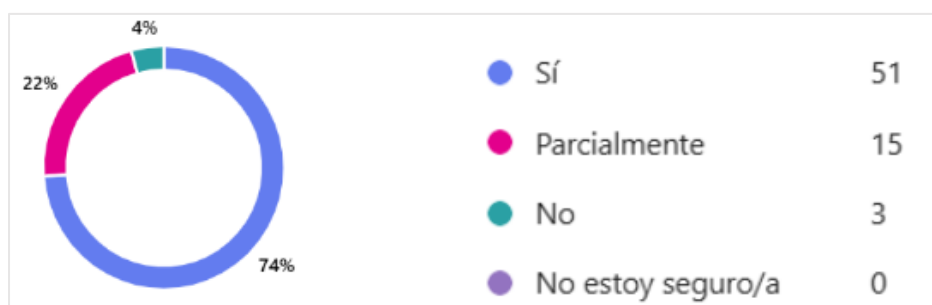 4%
22%
74%
Sí 51
Parcialmente 15
No 3
No estoy seguro/a 0